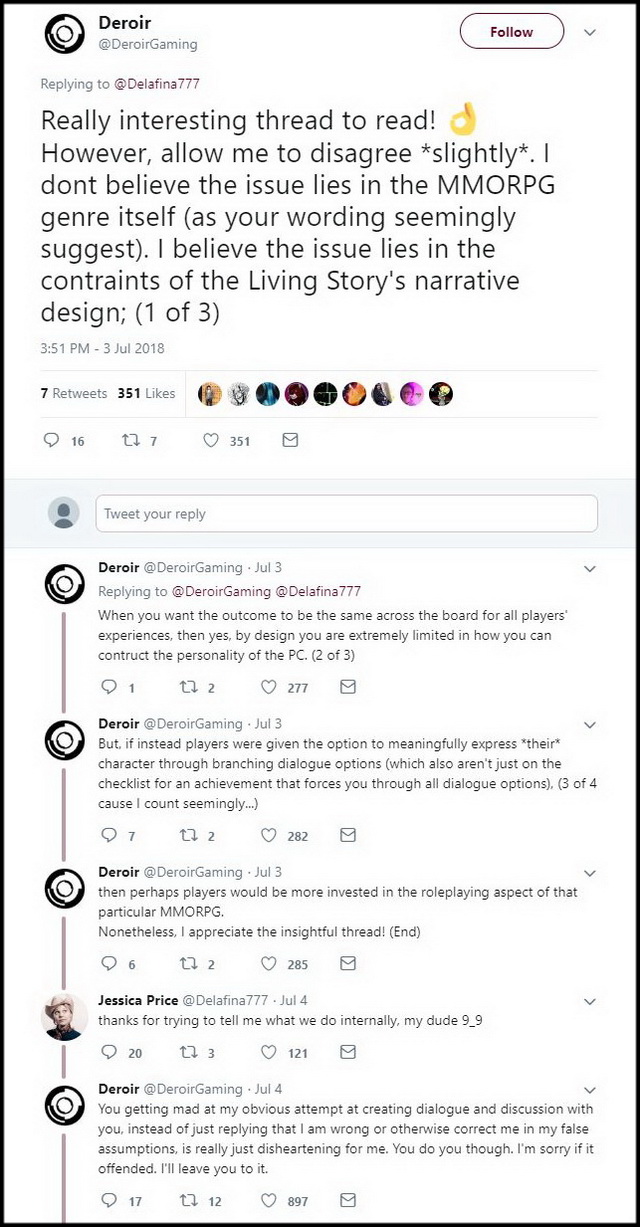 Deroir
@DeroirGaming
Follow
Replying to @Delafina777
Really interesting thread to read! 👌
However, allow me to disagree *slightly*. I
dont believe the issue lies in the MMORPG
genre itself (as your wording seemingly
suggest). I believe the issue lies in the
contraints of the Living Story's narrative
design; (1 of 3)
3:51 PM - 3 Jul 2018
7 Retweets 351 Likes
16 7 351
Tweet your reply
Deroir @DeroirGaming · Jul 3
Replying to @DeroirGaming @Delafina777
When you want the outcome to be the same across the board for all players'
experiences, then yes, by design you are extremely limited in how you can
contruct the personality of the PC. (2 of 3)
1 2 277
Deroir @DeroirGaming · Jul 3
But, if instead players were given the option to meaningfully express *their*
character through branching dialogue options (which also aren't just on the
checklist for an achievement that forces you through all dialogue options), (3 of 4
cause I count seemingly...)
7 2 282
Deroir @DeroirGaming · Jul 3
then perhaps players would be more invested in the roleplaying aspect of that
particular MMORPG.
Nonetheless, I appreciate the insightful thread! (End)
6 2 285
Jessica Price @Delafina777 · Jul 4
thanks for trying to tell me what we do internally, my dude 9_9
20 3 121
Deroir @DeroirGaming · Jul 4
You getting mad at my obvious attempt at creating dialogue and discussion with
you, instead of just replying that I am wrong or otherwise correct me in my false
assumptions, is really just disheartening for me. You do you though. I'm sorry if it
offended. I'll leave you to it.
17 12 897